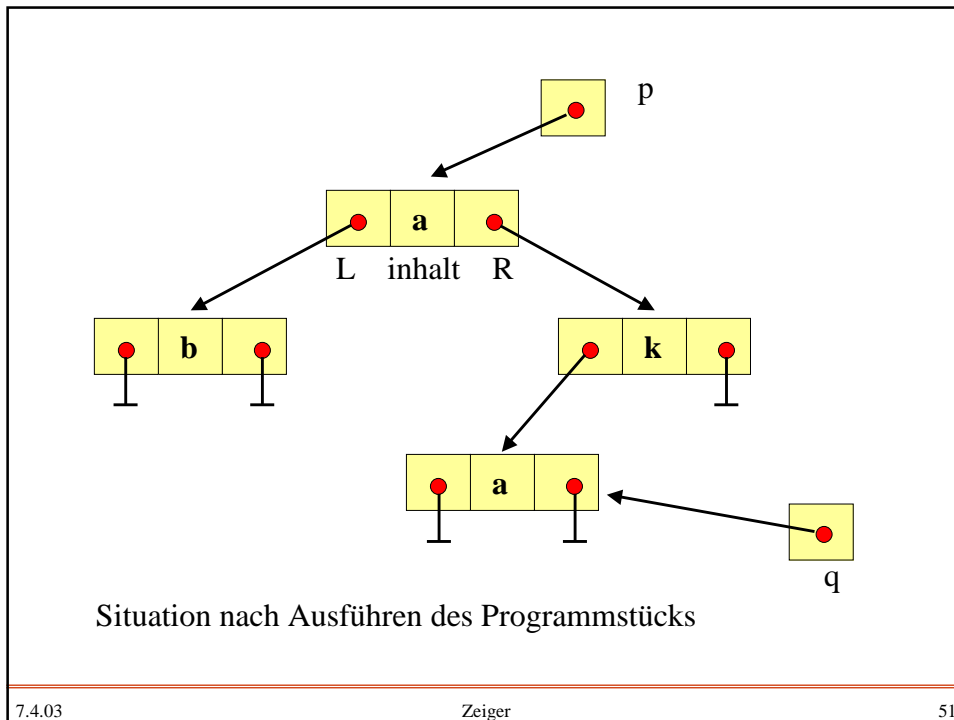 p
a
L inhalt R
b
k
a
q
Situation nach Ausführen des Programmstücks
7.4.03 Zeiger 51